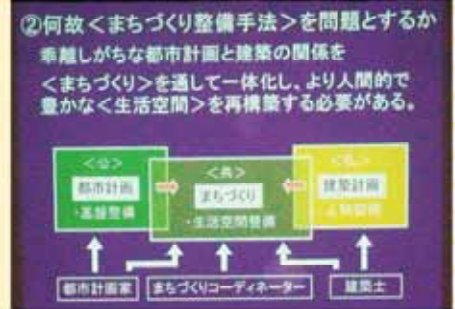 ②何故＜まちづくり整備手法＞を問題とするか
乖離しがちな都市計画と建築の関係を
＜まちづくり＞を通して一体化し、より人間的で
豊かな＜生活空間＞を再構築する必要がある。
＜公＞
都市計画
・基盤整備
＜共＞
まちづくり
・生活空間整備
建築計画
都市計画家
まちづくりコーディネーター
建築士